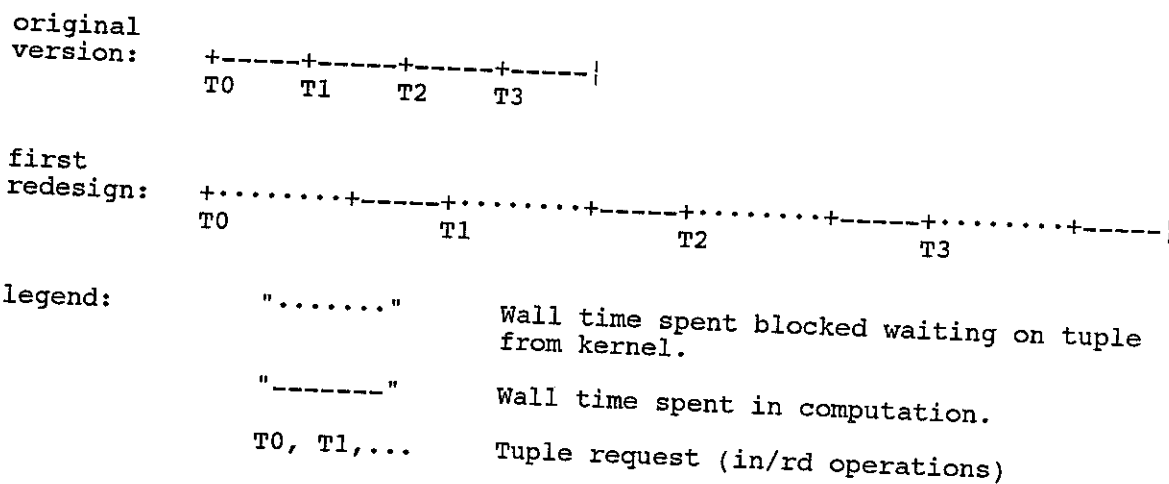 original
version: +-----+-----+-----+-----|
T0 T1 T2 T3
first
redesign: +........+-----+........+-----+........+-----+........+-----|
T0 T1 T2 T3
legend: "......." Wall time spent blocked waiting on tuple
from kernel.
"-------" Wall time spent in computation.
T0, T1,... Tuple request (in/rd operations)